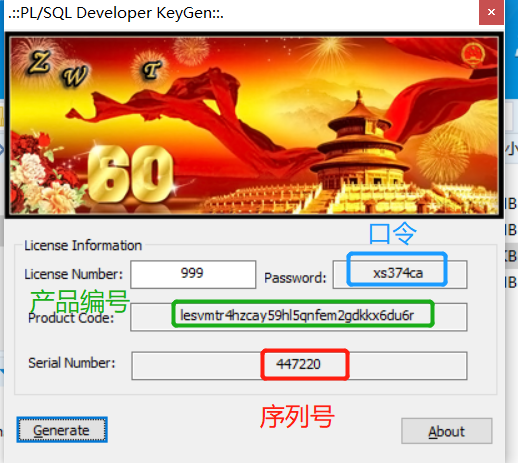 .::PL/SQL Developer KeyGen::.
Z W T
60
License Information
口令
License Number: 999 Password: xs374ca
产品编号
Product Code: lesvmtr4hzcay59hl5qnfem2gdkkx6du6r
Serial Number: 447220
序列号
Generate About